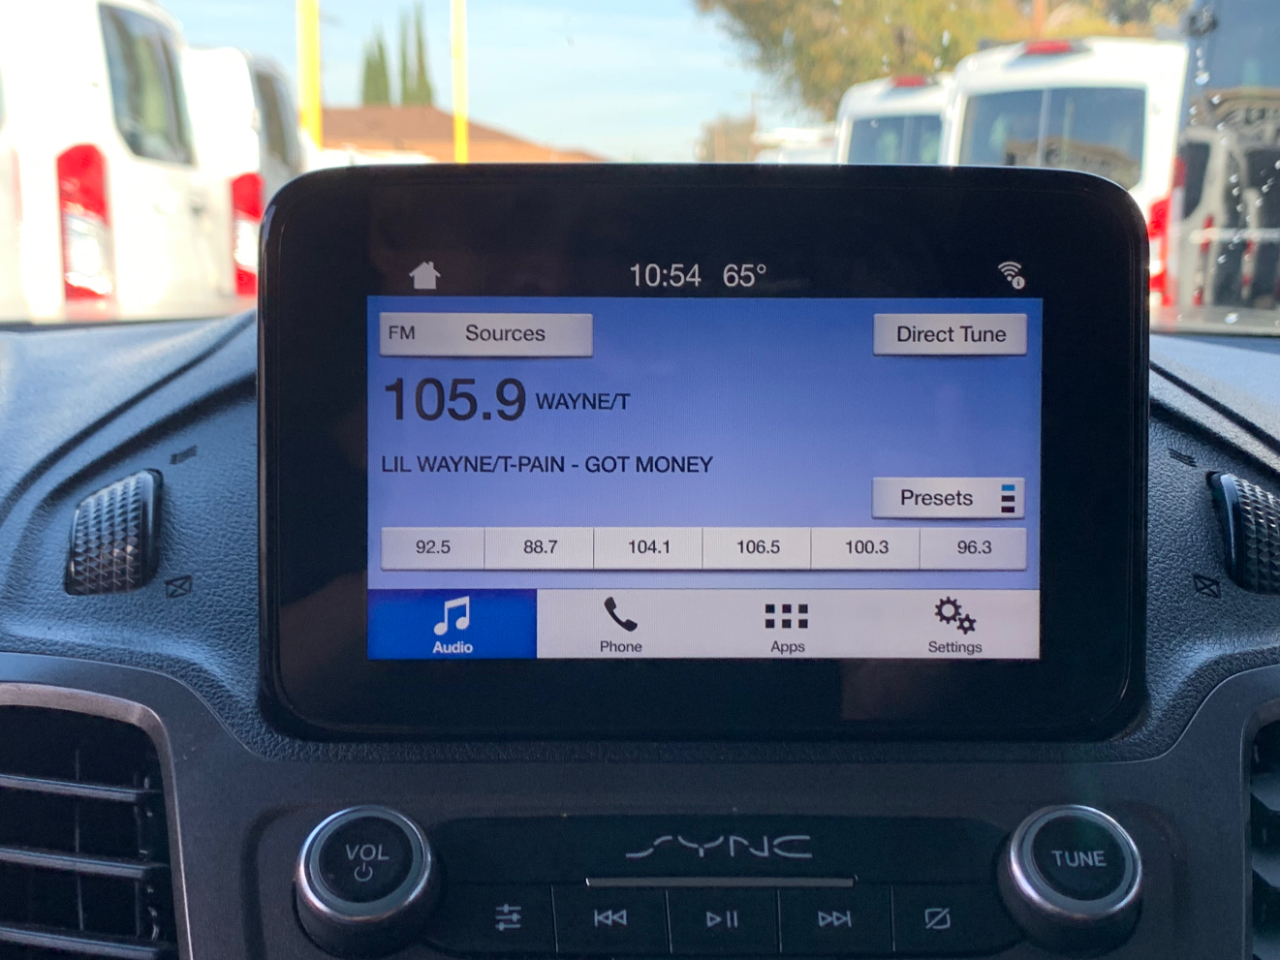 10:54 65°
FM Sources Direct Tune
105.9 WAYNE/T
LIL WAYNE/T-PAIN - GOT MONEY
Presets
92.5 88.7 104.1 106.5 100.3 96.3
Audio Phone Apps Settings
SYNC
VOL
TUNE